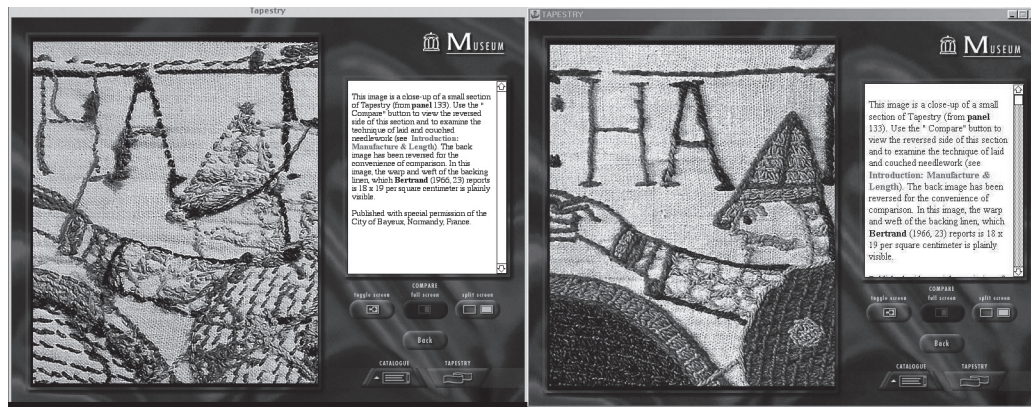 Tapestry
MUSEUM
HA
This image is a close-up of a small section
of Tapestry (from panel 133). Use the "
Compare" button to view the reversed
side of this section and to examine the
technique of laid and couched
needlework (see Introduction:
Manufacture & Length). The back
image has been reversed for the
convenience of comparison. In this
image, the warp and weft of the backing
linen, which Bertrand (1966, 23) reports
is 18 x 19 per square centimeter is plainly
visible.
Published with special permission of the
City of Bayeux, Normandy, France.
COMPARE
toggle screen
full screen
split screen
Back
CATALOGUE
TAPESTRY
TAPESTRY
MUSEUM
HA
This image is a close-up of a small
section of Tapestry (from panel
133). Use the " Compare" button to
view the reversed side of this section
and to examine the technique of laid
and couched needlework (see
Introduction: Manufacture &
Length). The back image has been
reversed for the convenience of
comparison. In this image, the warp
and weft of the backing linen, which
Bertrand (1966, 23) reports is 18 x
19 per square centimeter is plainly
visible.
COMPARE
toggle screen
full screen
split screen
Back
CATALOGUE
TAPESTRY